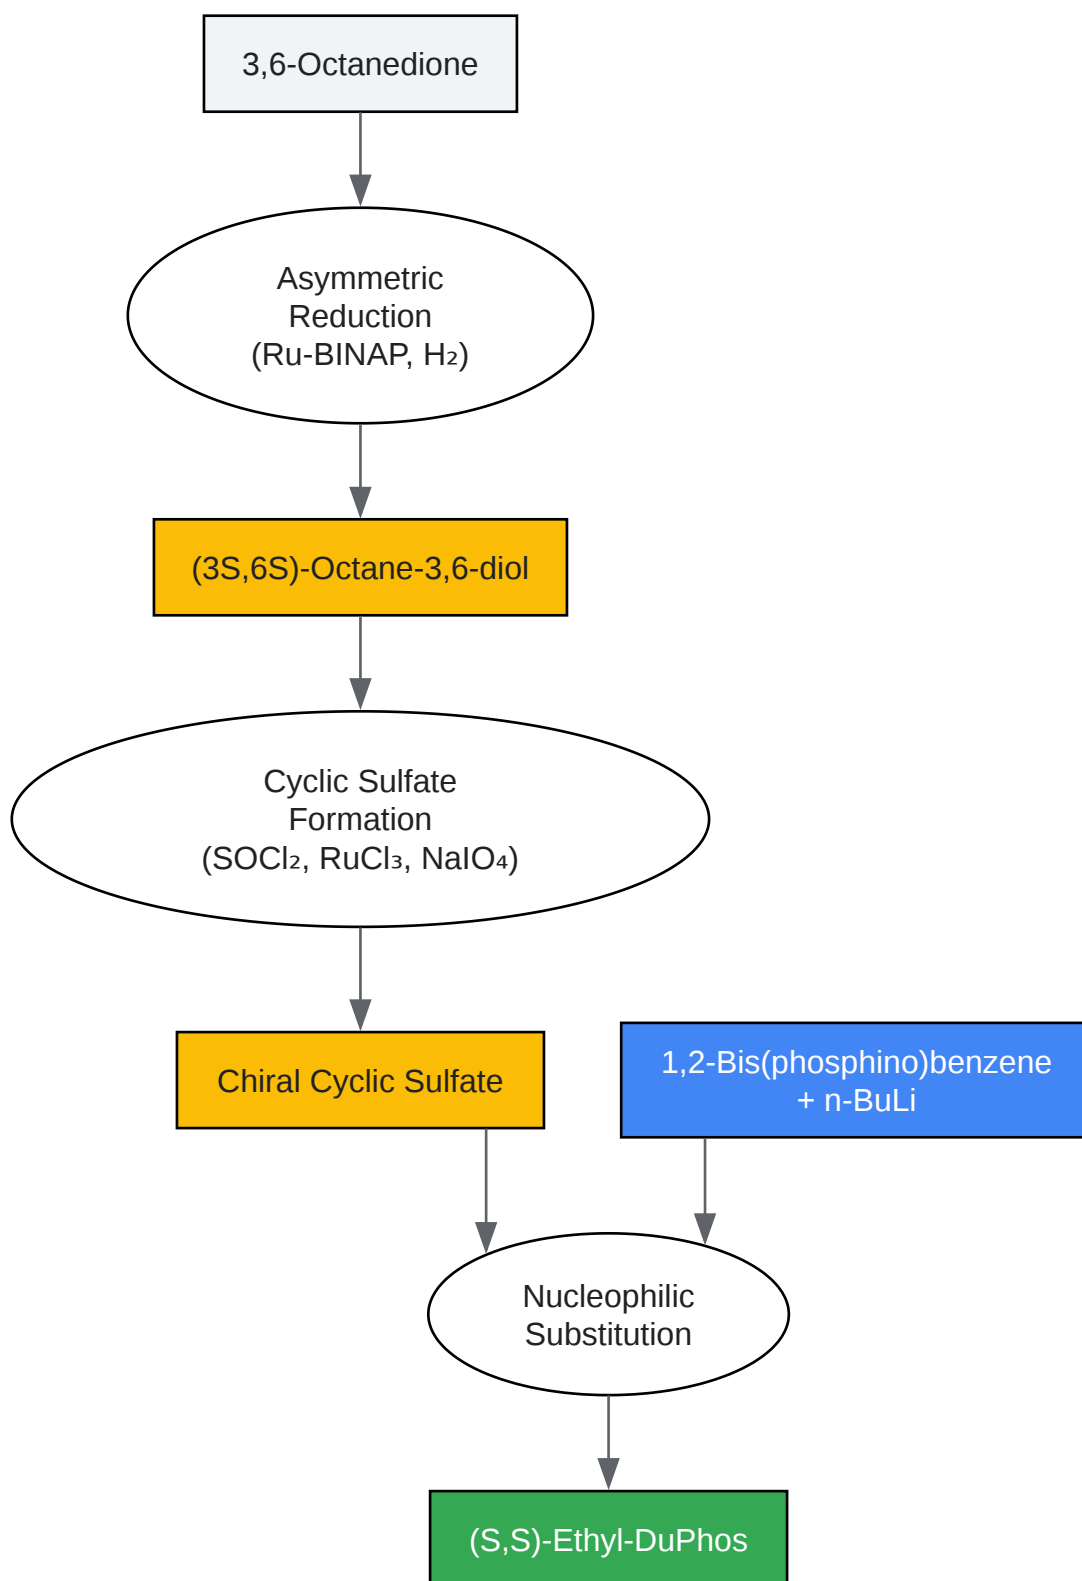 3,6-Octanedione
Asymmetric
Reduction
(Ru-BINAP, H₂)
(3S,6S)-Octane-3,6-diol
Cyclic Sulfate
Formation
(SOCl₂, RuCl₃, NaIO₄)
Chiral Cyclic Sulfate
1,2-Bis(phosphino)benzene
+ n-BuLi
Nucleophilic
Substitution
(S,S)-Ethyl-DuPhos